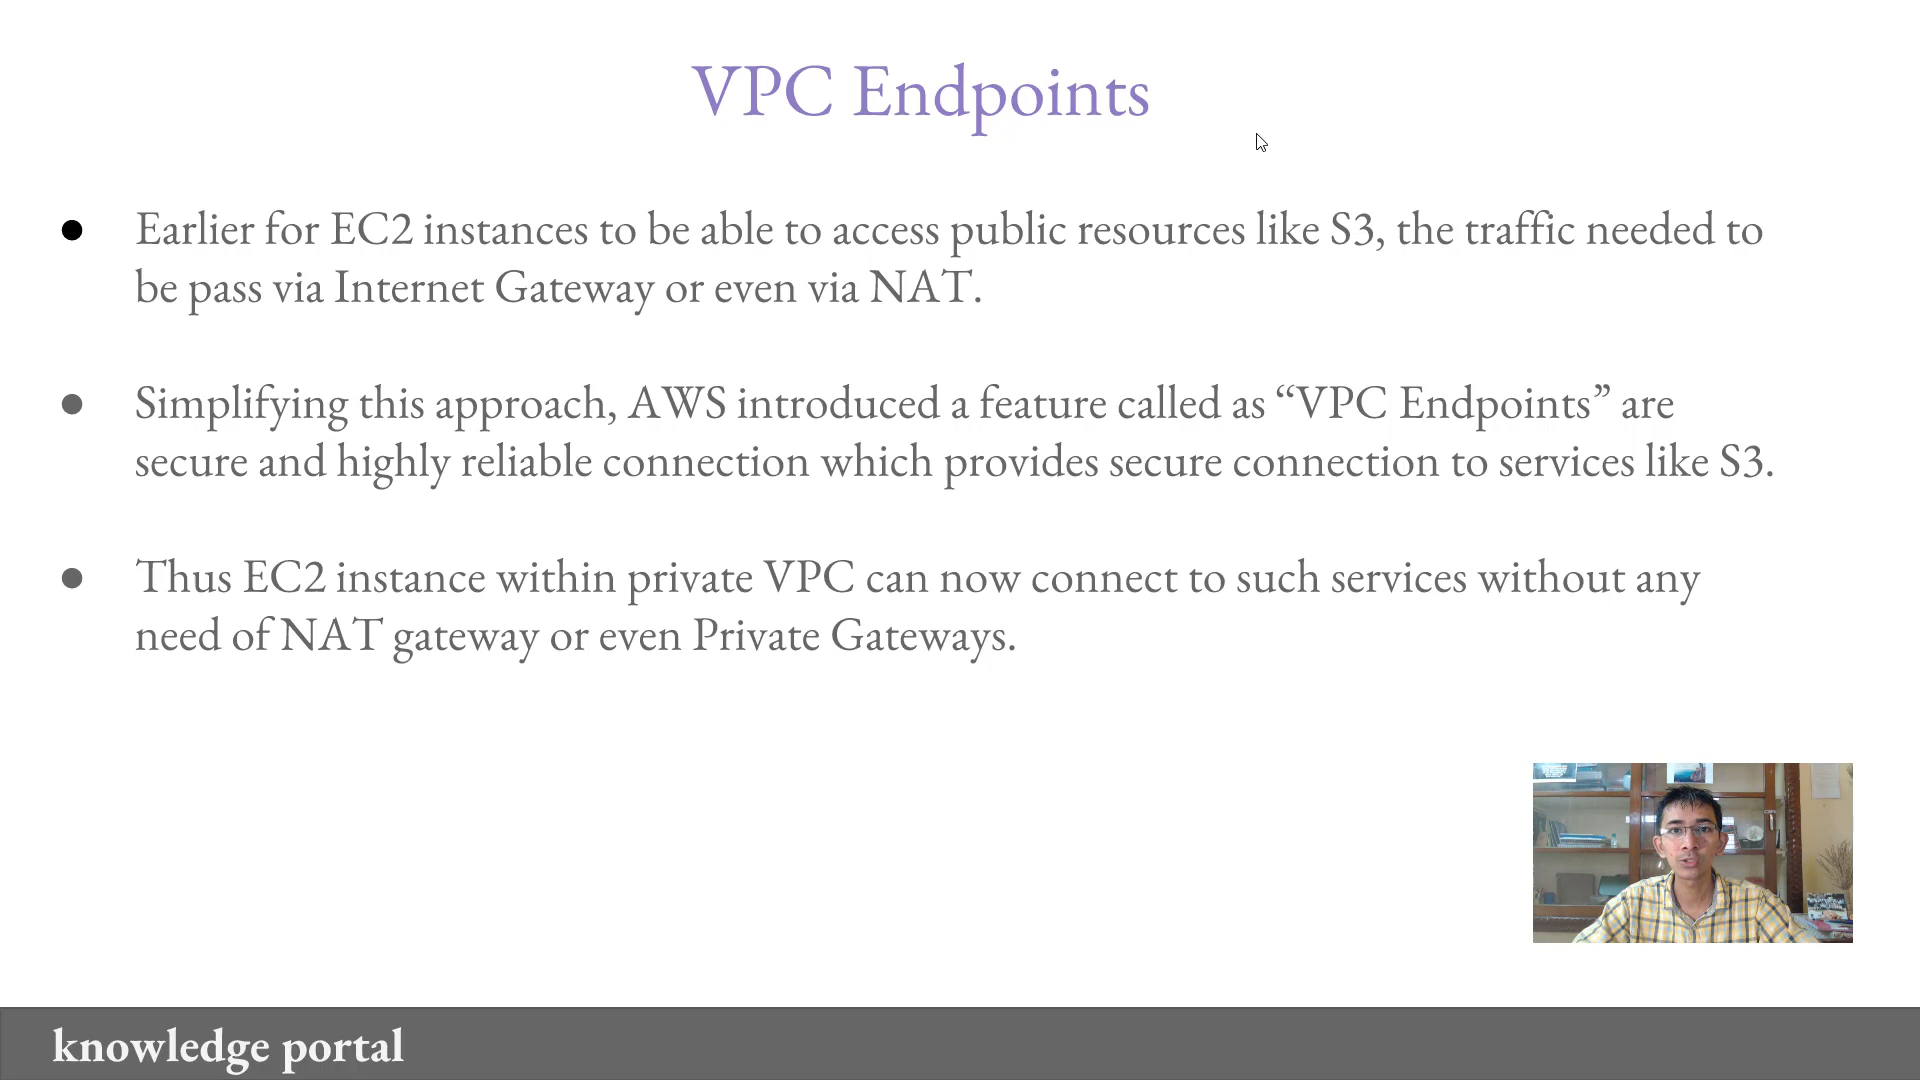 VPC Endpoints
● Earlier for EC2 instances to be able to access public resources like S3, the traffic needed to
be pass via Internet Gateway or even via NAT.
● Simplifying this approach, AWS introduced a feature called as “VPC Endpoints” are
secure and highly reliable connection which provides secure connection to services like S3.
● Thus EC2 instance within private VPC can now connect to such services without any
need of NAT gateway or even Private Gateways.
knowledge portal